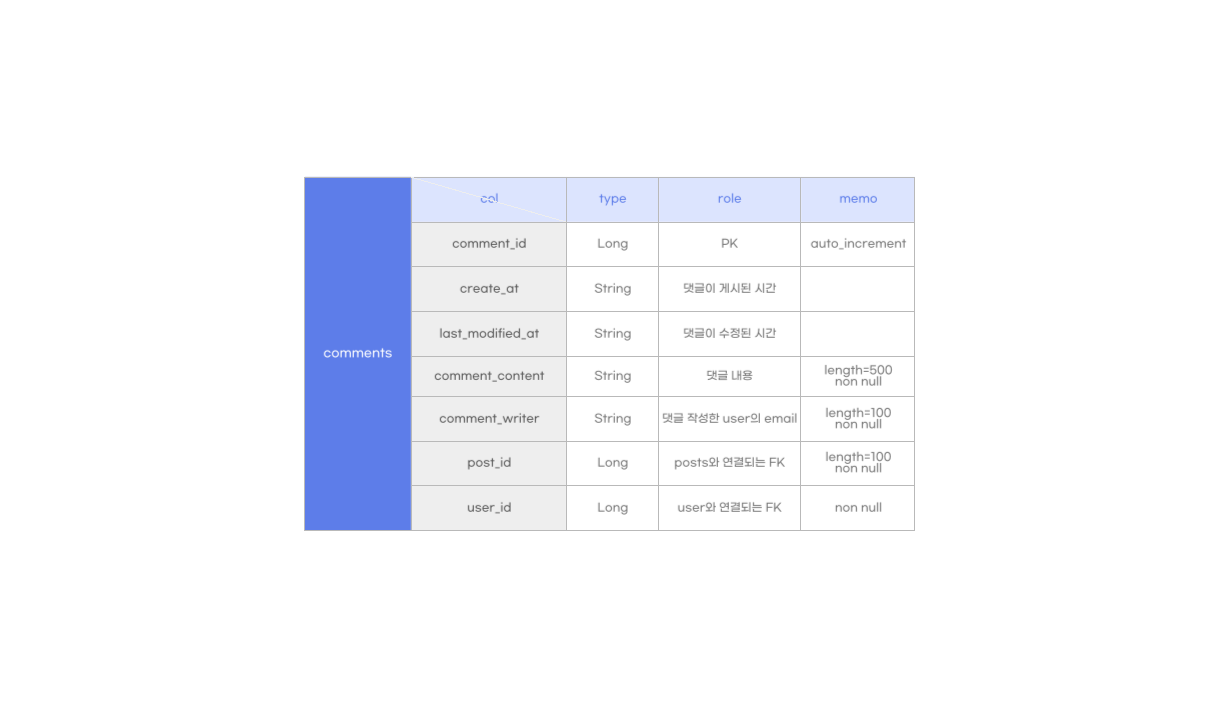 comments
col
type
role
memo
comment_id
Long
PK
auto_increment
create_at
String
댓글이 게시된 시간
last_modified_at
String
댓글이 수정된 시간
comment_content
String
댓글 내용
length=500
non null
comment_writer
String
댓글 작성한 user의 email
length=100
non null
post_id
Long
posts와 연결되는 FK
length=100
non null
user_id
Long
user와 연결되는 FK
non null